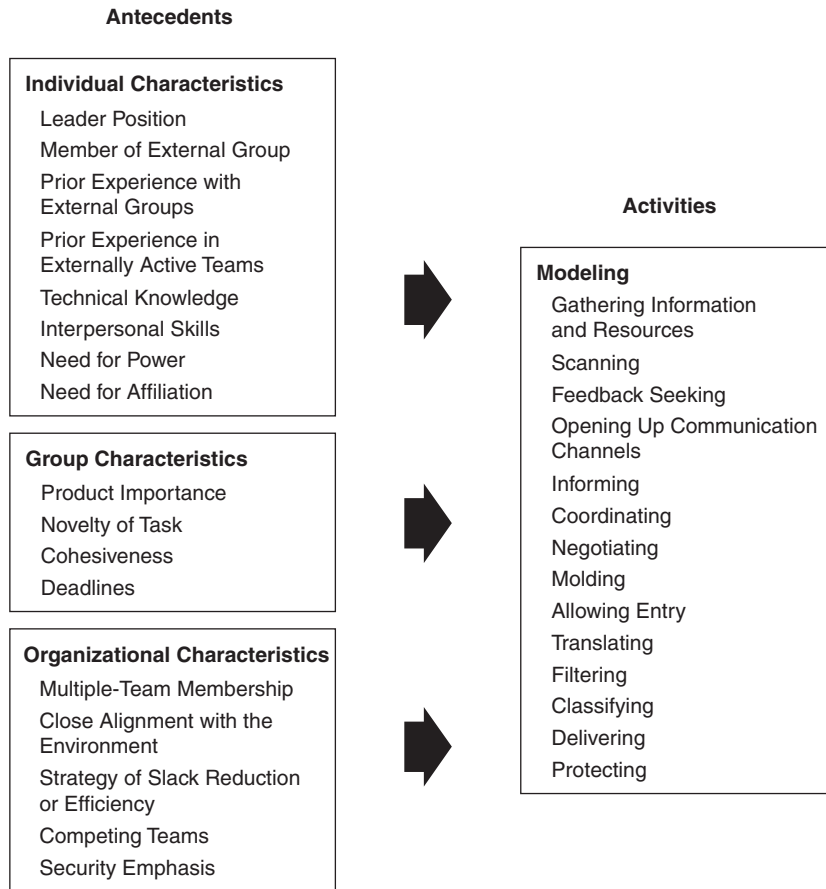 Antecedents
Individual Characteristics
Leader Position
Member of External Group
Prior Experience with
External Groups
Prior Experience in
Externally Active Teams
Technical Knowledge
Interpersonal Skills
Need for Power
Need for Affiliation
Group Characteristics
Product Importance
Novelty of Task
Cohesiveness
Deadlines
Organizational Characteristics
Multiple-Team Membership
Close Alignment with the
Environment
Strategy of Slack Reduction
or Efficiency
Competing Teams
Security Emphasis
Activities
Modeling
Gathering Information
and Resources
Scanning
Feedback Seeking
Opening Up Communication
Channels
Informing
Coordinating
Negotiating
Molding
Allowing Entry
Translating
Filtering
Classifying
Delivering
Protecting